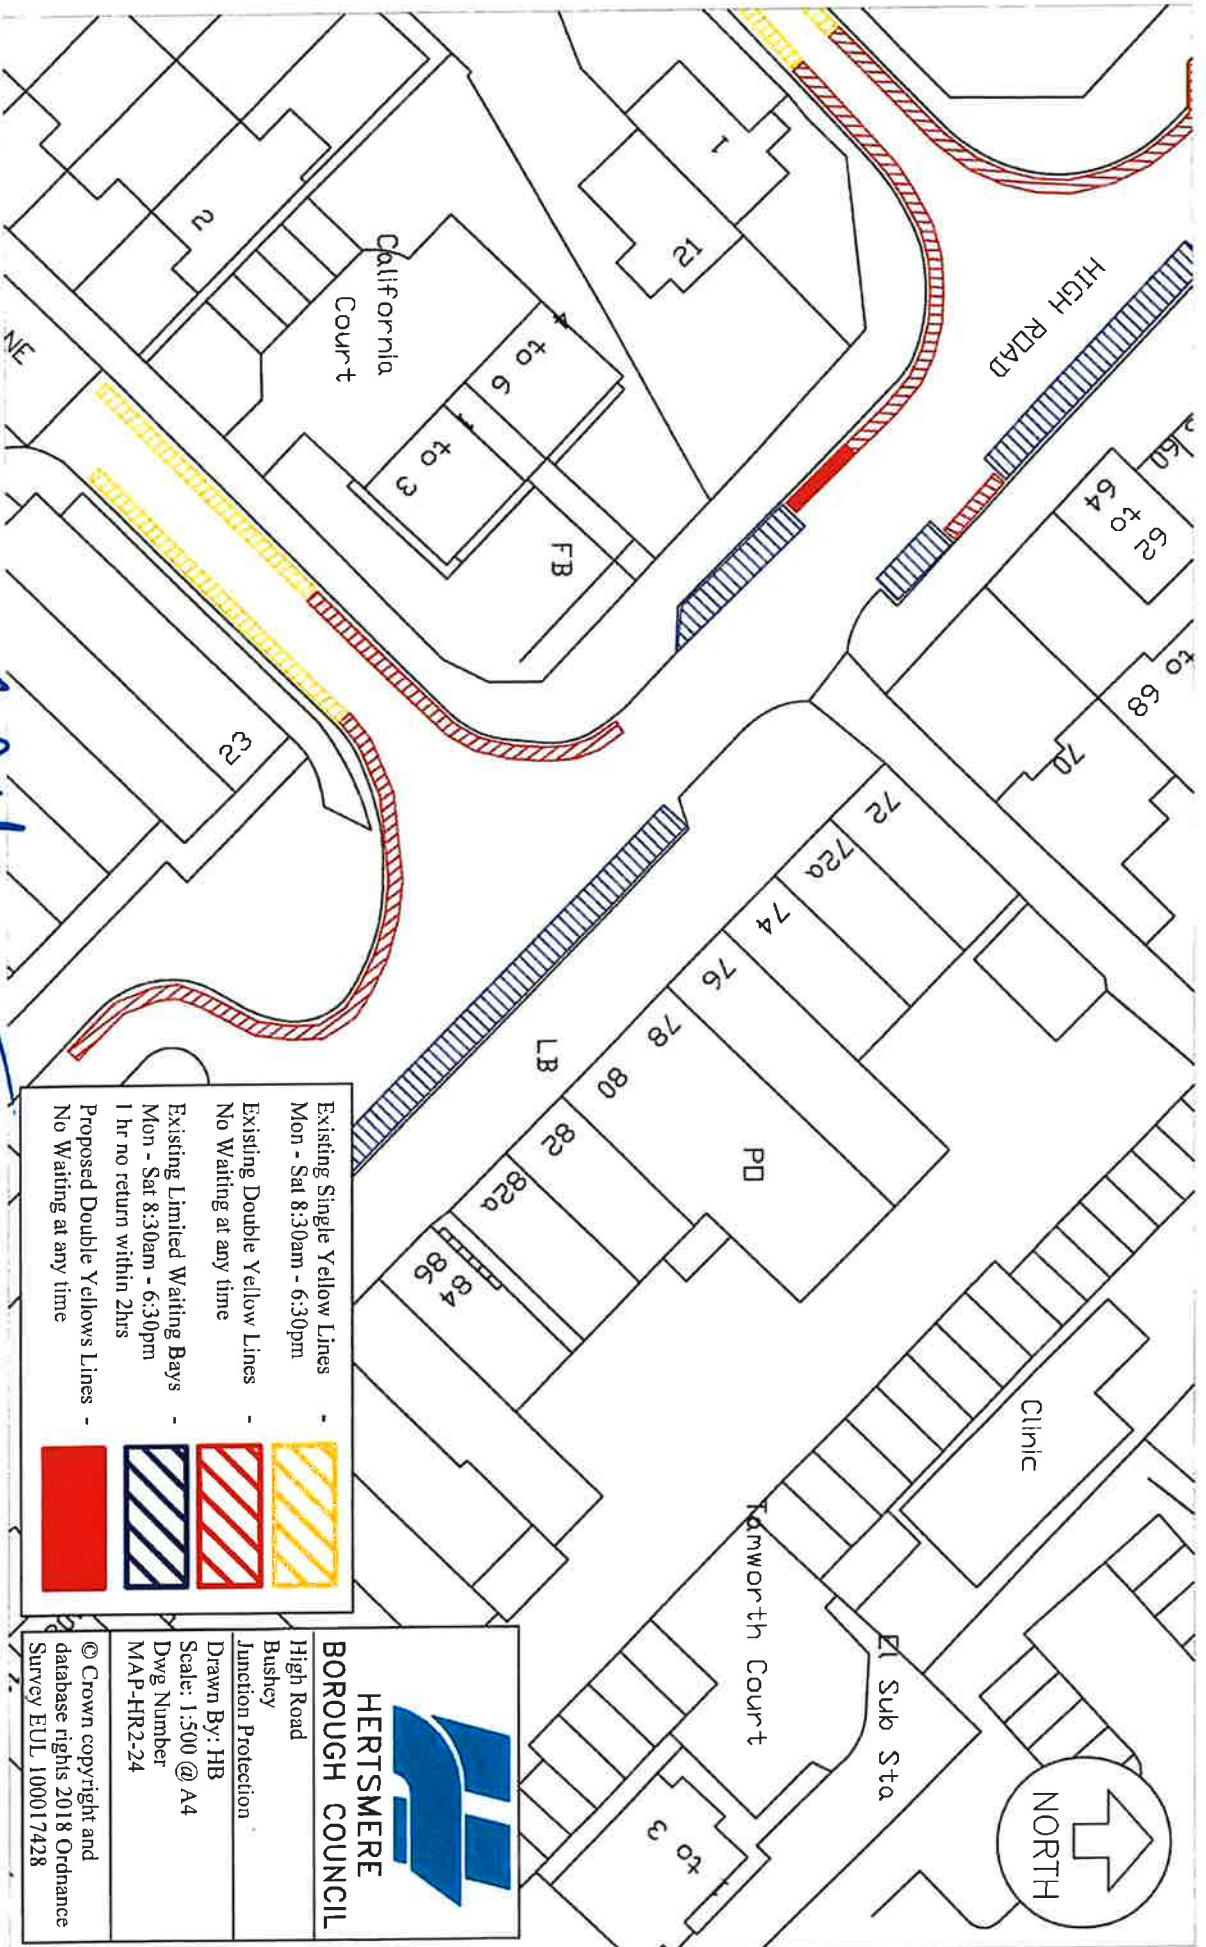 HIGH ROAD
1
21
2
California
Court
4 to 6
1 to 3
FB
NE
23
62
to
64
to 68
70
72
72a
74
76
78
80
82
82a
84
86
LB
PD
Clinic
Tamworth Court
El Sub Sta
1 to 3
NORTH
Existing Single Yellow Lines -
Mon - Sat 8:30am - 6:30pm
Existing Double Yellow Lines -
No Waiting at any time
Existing Limited Waiting Bays -
Mon - Sat 8:30am - 6:30pm
1 hr no return within 2hrs
Proposed Double Yellows Lines -
No Waiting at any time
HERTSMERE
BOROUGH COUNCIL
High Road
Bushey
Junction Protection
Drawn By: HB
Scale: 1:500 @ A4
Dwg Number
MAP-HR2-24
© Crown copyright and
database rights 2018 Ordnance
Survey EUL 100017428